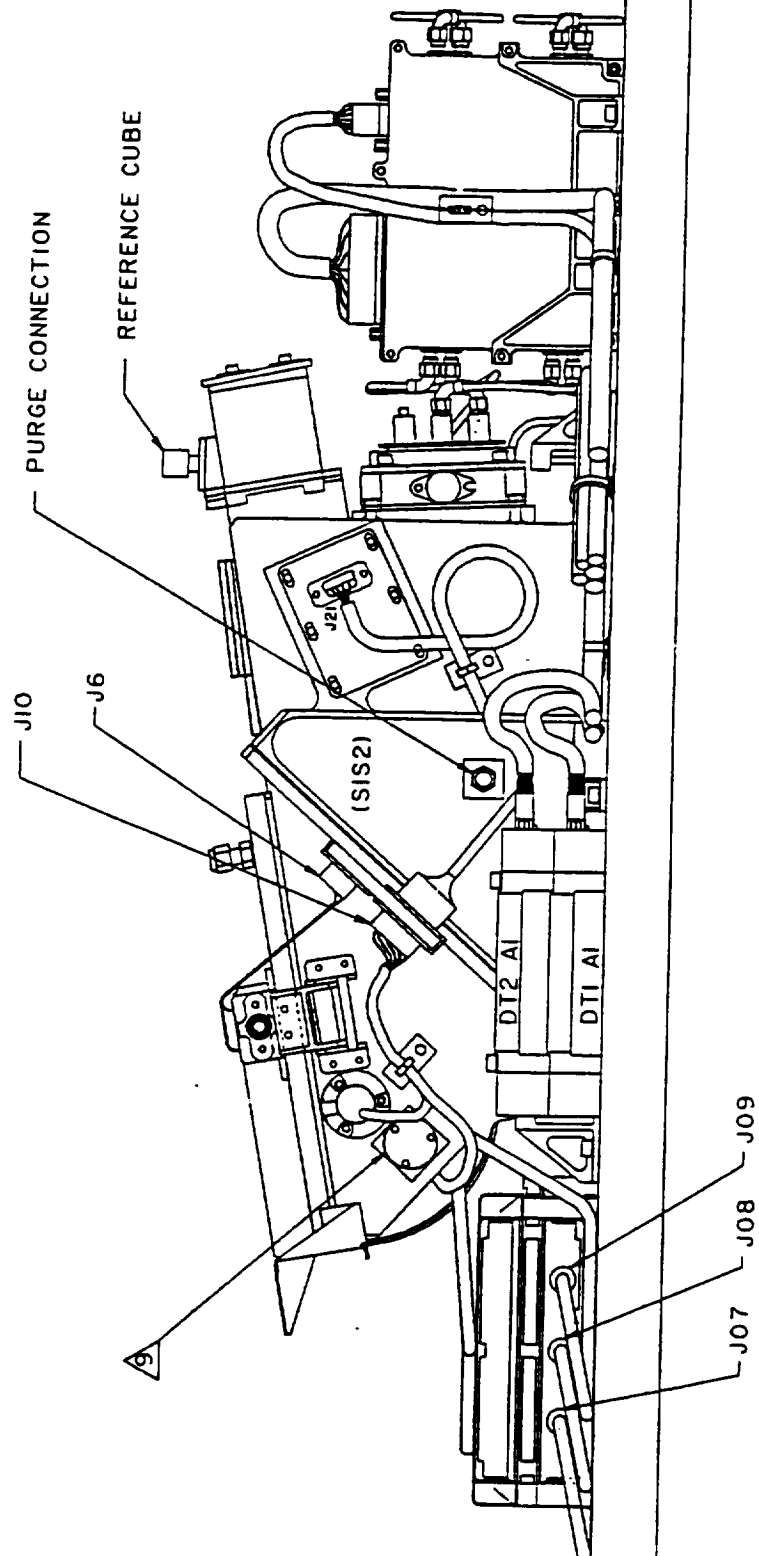 J10
J6
PURGE CONNECTION
REFERENCE CUBE
J21
(SIS2)
DT2 A1
DT1 A1
9
J07
J08
J09